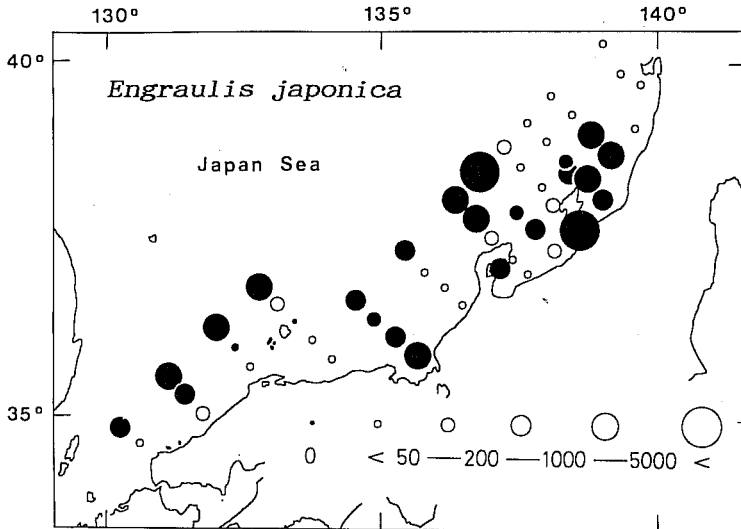 130° 135° 140°
40°
Engraulis japonica
Japan Sea
35°
0 < 50 — 200 — 1000 — 5000 <